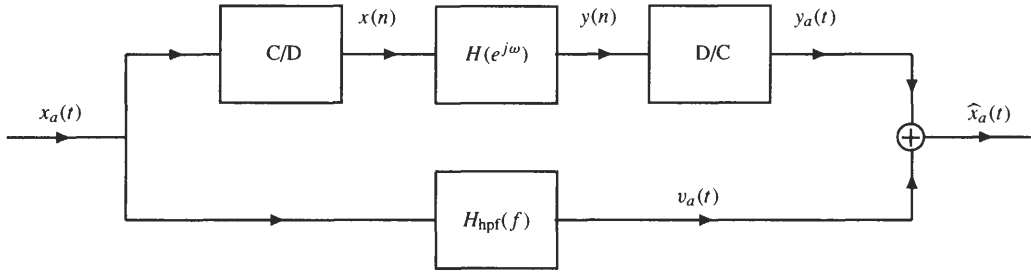 x(n)
y(n)
y_a(t)
C/D
H(e^{jω})
D/C
x_a(t)
x̂_a(t)
+
H_hpf(f)
v_a(t)